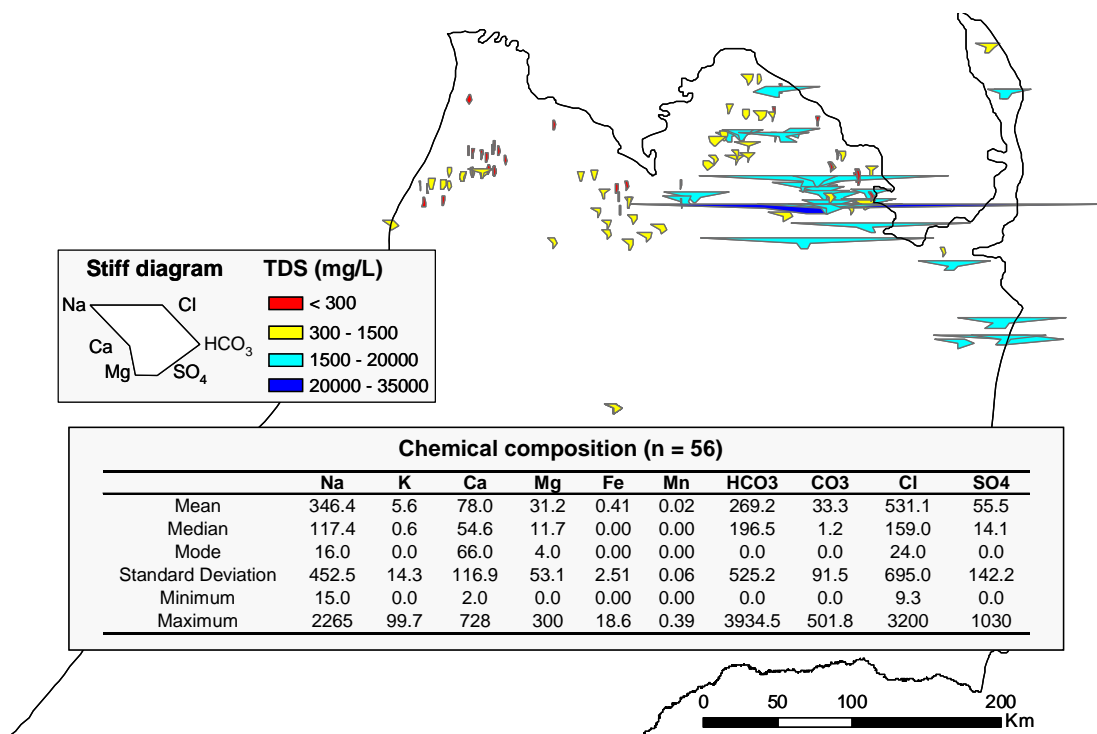 Stiff diagram TDS (mg/L)
Na Cl
Ca HCO3
Mg SO4
< 300
300 - 1500
1500 - 20000
20000 - 35000
Chemical composition (n = 56)
Na K Ca Mg Fe Mn HCO3 CO3 Cl SO4
Mean 346.4 5.6 78.0 31.2 0.41 0.02 269.2 33.3 531.1 55.5
Median 117.4 0.6 54.6 11.7 0.00 0.00 196.5 1.2 159.0 14.1
Mode 16.0 0.0 66.0 4.0 0.00 0.00 0.0 0.0 24.0 0.0
Standard Deviation 452.5 14.3 116.9 53.1 2.51 0.06 525.2 91.5 695.0 142.2
Minimum 15.0 0.0 2.0 0.0 0.00 0.00 0.0 0.0 9.3 0.0
Maximum 2265 99.7 728 300 18.6 0.39 3934.5 501.8 3200 1030
0 50 100 200
Km